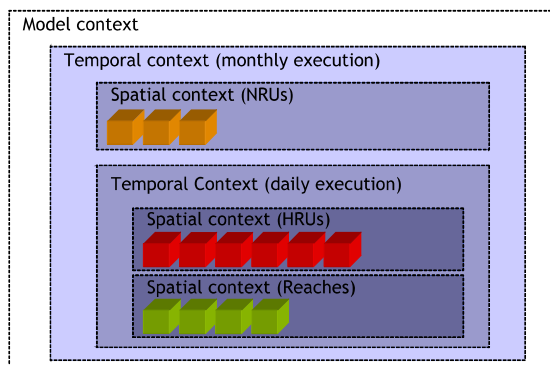 Model context
Temporal context (monthly execution)
Spatial context (NRUs)
Temporal Context (daily execution)
Spatial context (HRUs)
Spatial context (Reaches)